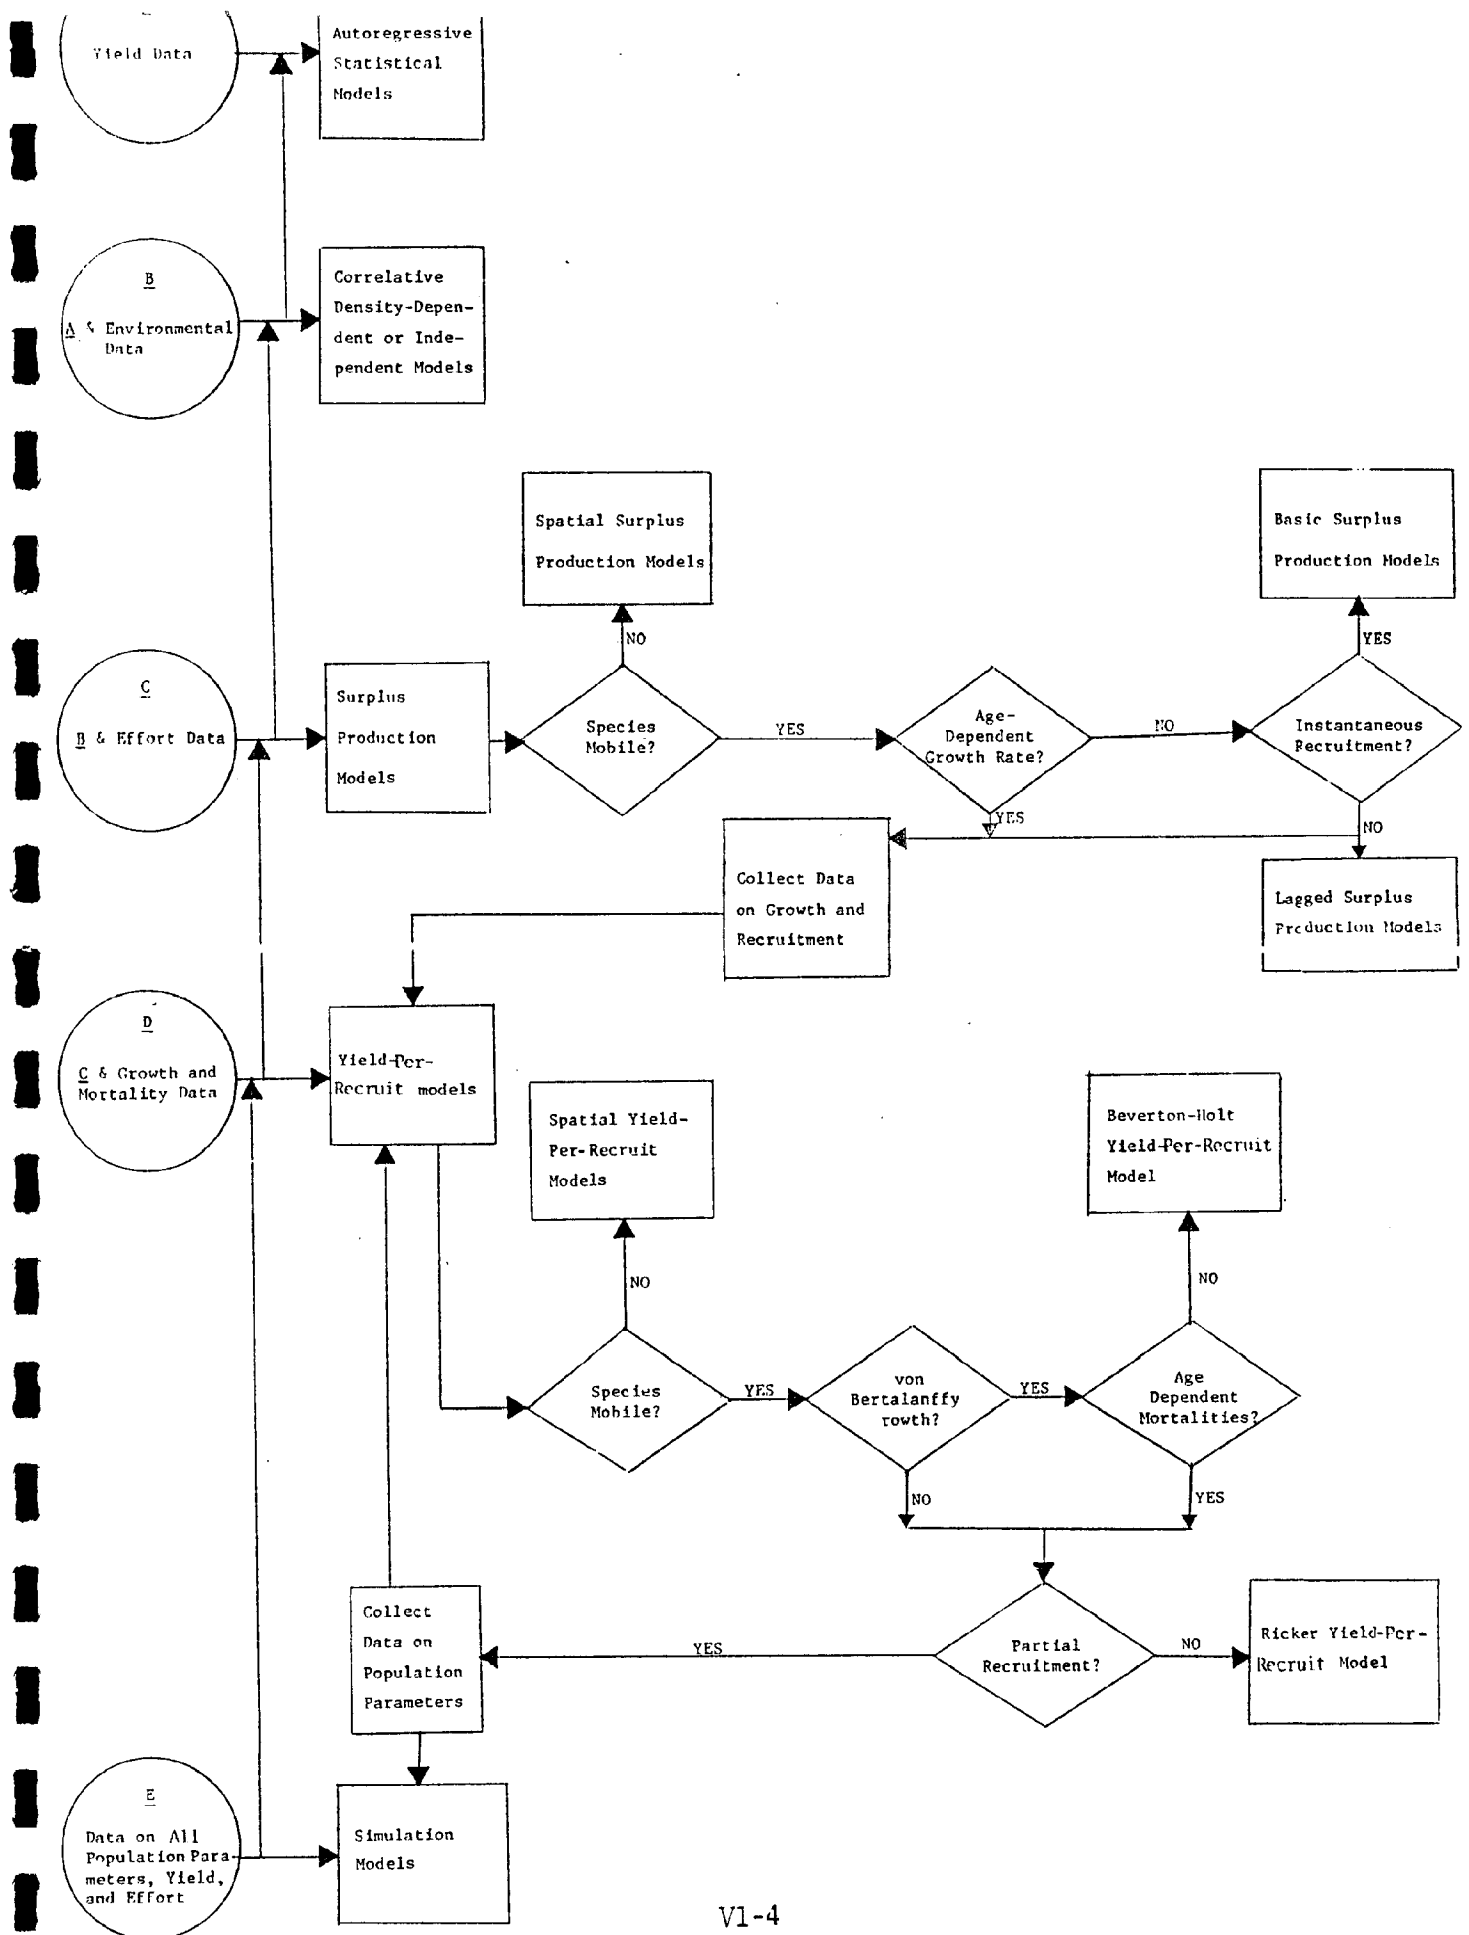 Yield Data
Autoregressive
Statistical
Models
B
A & Environmental
Data
Correlative
Density-Depen-
dent or Inde-
pendent Models
Spatial Surplus
Production Models
Basic Surplus
Production Models
NO
YES
C
B & Effort Data
Surplus
Production
Models
Species
Mobile?
YES
Age-
Dependent
Growth Rate?
NO
Instantaneous
Recruitment?
YES
NO
Collect Data
on Growth and
Recruitment
Lagged Surplus
Production Models
D
C & Growth and
Mortality Data
Yield-Per-
Recruit models
Spatial Yield-
Per-Recruit
Models
Beverton-Holt
Yield-Per-Recruit
Model
NO
NO
Species
Mobile?
YES
von
Bertalanffy
rowth?
YES
Age
Dependent
Mortalities?
NO
YES
Collect
Data on
Population
Parameters
YES
Partial
Recruitment?
NO
Ricker Yield-Per-
Recruit Model
E
Data on All
Population Para
meters, Yield,
and Effort
Simulation
Models
V1-4